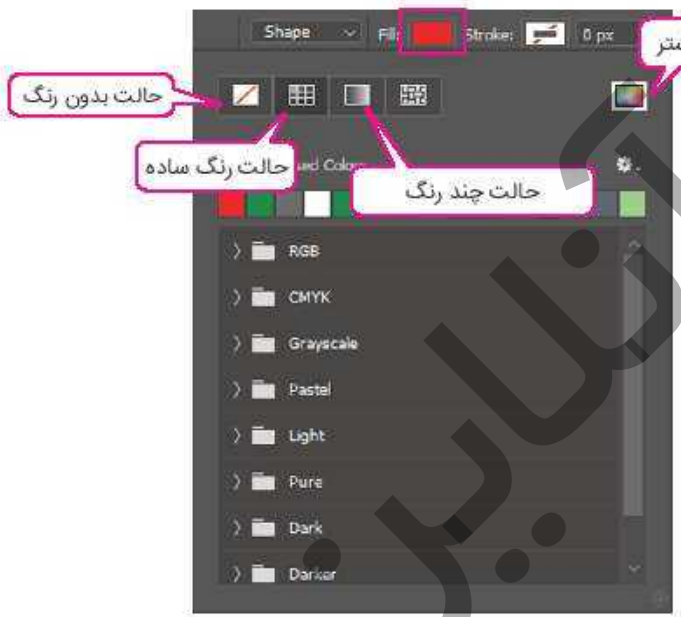 Shape Fill: Stroke: 0 px
حالت بدون رنگ
حالت رنگ ساده
حالت چند رنگ
RGB
CMYK
Grayscale
Pastel
Light
Pure
Dark
Darker